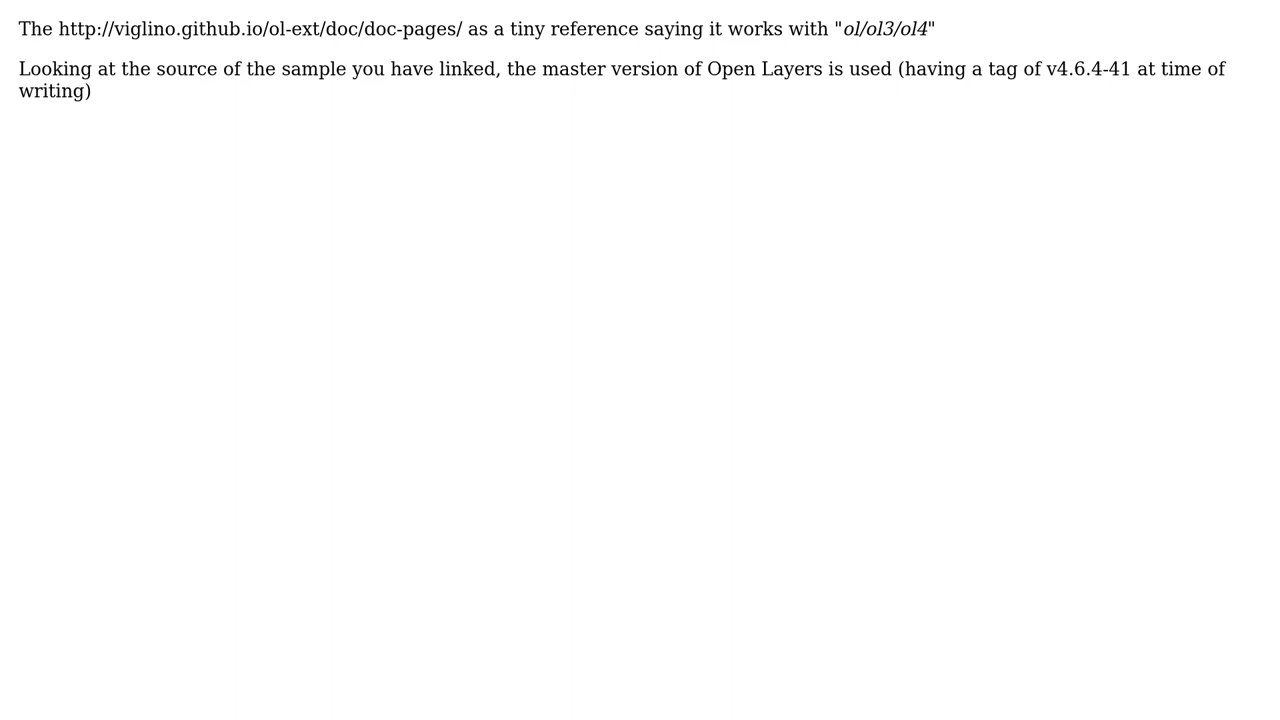 The http://viglino.github.io/ol-ext/doc/doc-pages/ as a tiny reference saying it works with "ol/ol3/ol4"
Looking at the source of the sample you have linked, the master version of Open Layers is used (having a tag of v4.6.4-41 at time of
writing)